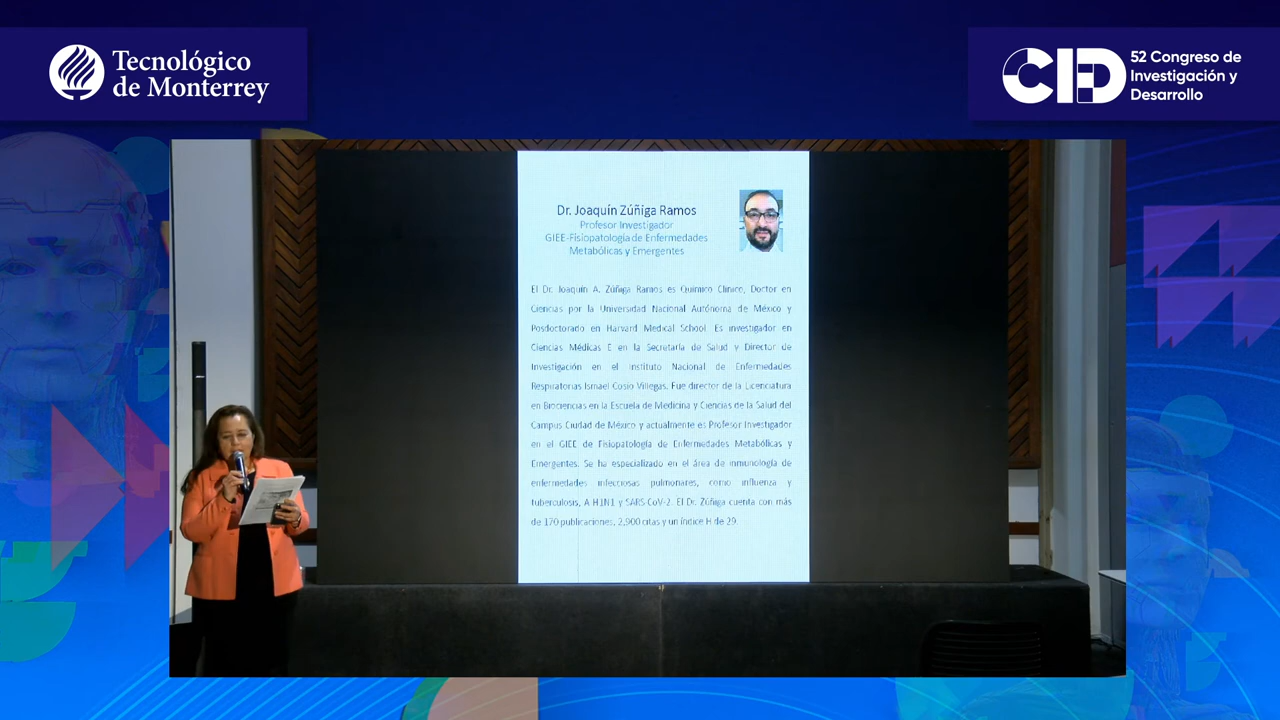 Tecnológico
de Monterrey
CID
52 Congreso de
Investigación y
Desarrollo
Dr. Joaquín Zúñiga Ramos
Profesor Investigador
GIEE-Fisiopatología de Enfermedades
Metabólicas y Emergentes
El Dr. Joaquín A. Zúñiga Ramos es Químico Clínico, Doctor en
Ciencias por la Universidad Nacional Autónoma de México y
Posdoctorado en Harvard Medical School. Es investigador en
Ciencias Médicas E en la Secretaría de Salud y Director de
Investigación en el Instituto Nacional de Enfermedades
Respiratorias Ismael Cosío Villegas. Fue director de la Licenciatura
en Biociencias en la Escuela de Medicina y Ciencias de la Salud del
Campus Ciudad de México y actualmente es Profesor Investigador
en el GIEE de Fisiopatología de Enfermedades Metabólicas y
Emergentes. Se ha especializado en el área de inmunología de
enfermedades infecciosas pulmonares, como influenza y
tuberculosis, A H1N1 y SARS-CoV-2. El Dr. Zúñiga cuenta con más
de 170 publicaciones, 2,900 citas y un índice H de 29.